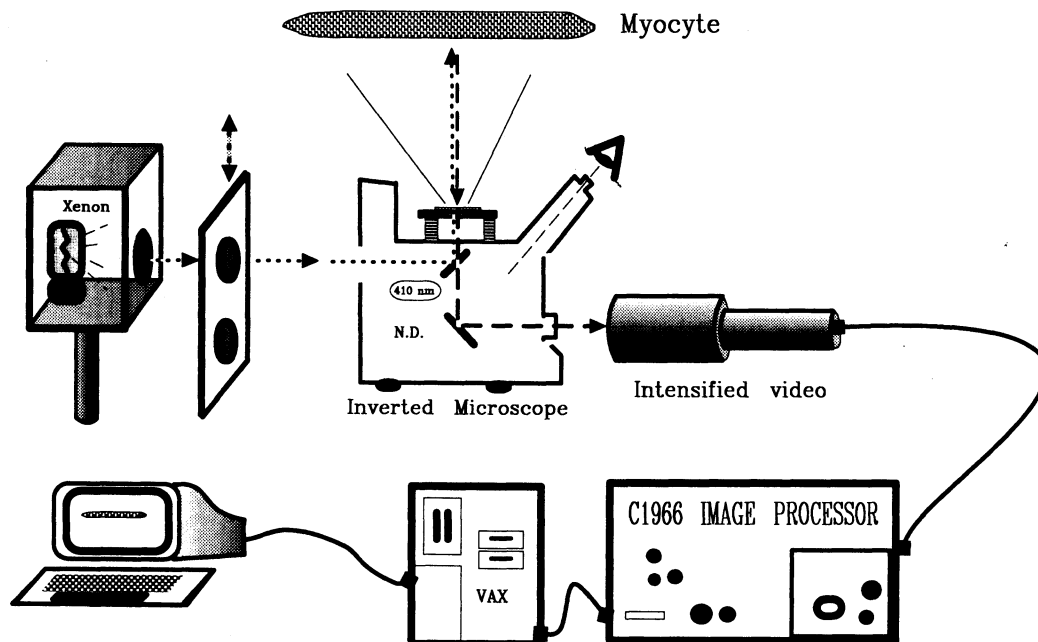 Myocyte
Xenon
410 nm
N.D.
Inverted Microscope
Intensified video
C1966 IMAGE PROCESSOR
VAX